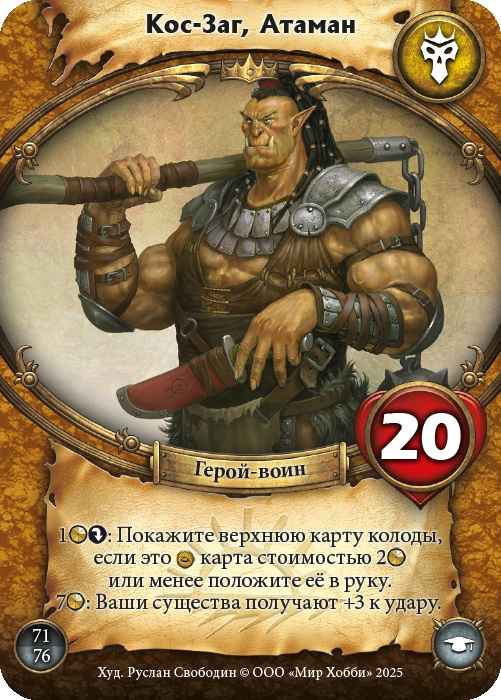 Кос-Заг, Атаман
20
Герой-воин
1: Покажите верхнюю карту колоды,
если это карта стоимостью 2
или менее положите её в руку.
7: Ваши существа получают +3 к удару.
71
76
Худ. Руслан Свободин © ООО «Мир Хобби» 2025